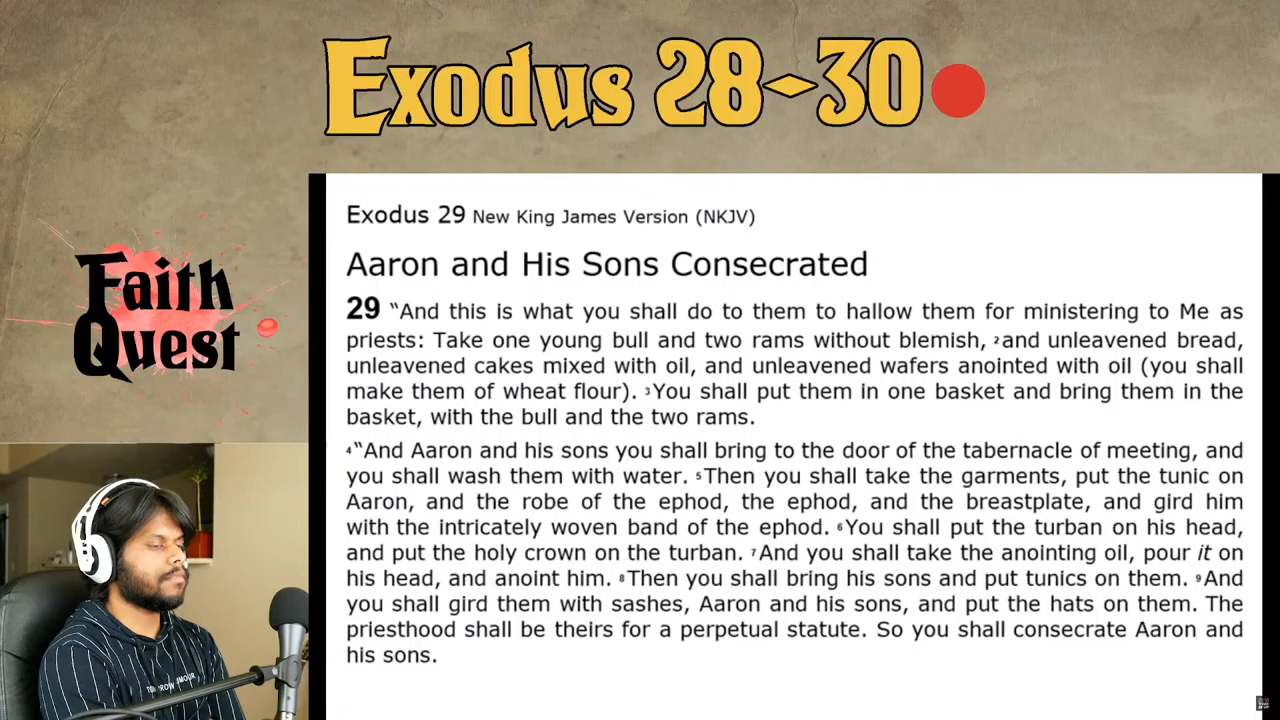 Exodus 28-30
Faith
Quest
Exodus 29 New King James Version (NKJV)
Aaron and His Sons Consecrated
29 “And this is what you shall do to them to hallow them for ministering to Me as
priests: Take one young bull and two rams without blemish, 2 and unleavened bread,
unleavened cakes mixed with oil, and unleavened wafers anointed with oil (you shall
make them of wheat flour). 3 You shall put them in one basket and bring them in the
basket, with the bull and the two rams.
4 “And Aaron and his sons you shall bring to the door of the tabernacle of meeting, and
you shall wash them with water. 5 Then you shall take the garments, put the tunic on
Aaron, and the robe of the ephod, the ephod, and the breastplate, and gird him
with the intricately woven band of the ephod. 6 You shall put the turban on his head,
and put the holy crown on the turban. 7 And you shall take the anointing oil, pour it on
his head, and anoint him. 8 Then you shall bring his sons and put tunics on them. 9 And
you shall gird them with sashes, Aaron and his sons, and put the hats on them. The
priesthood shall be theirs for a perpetual statute. So you shall consecrate Aaron and
his sons.